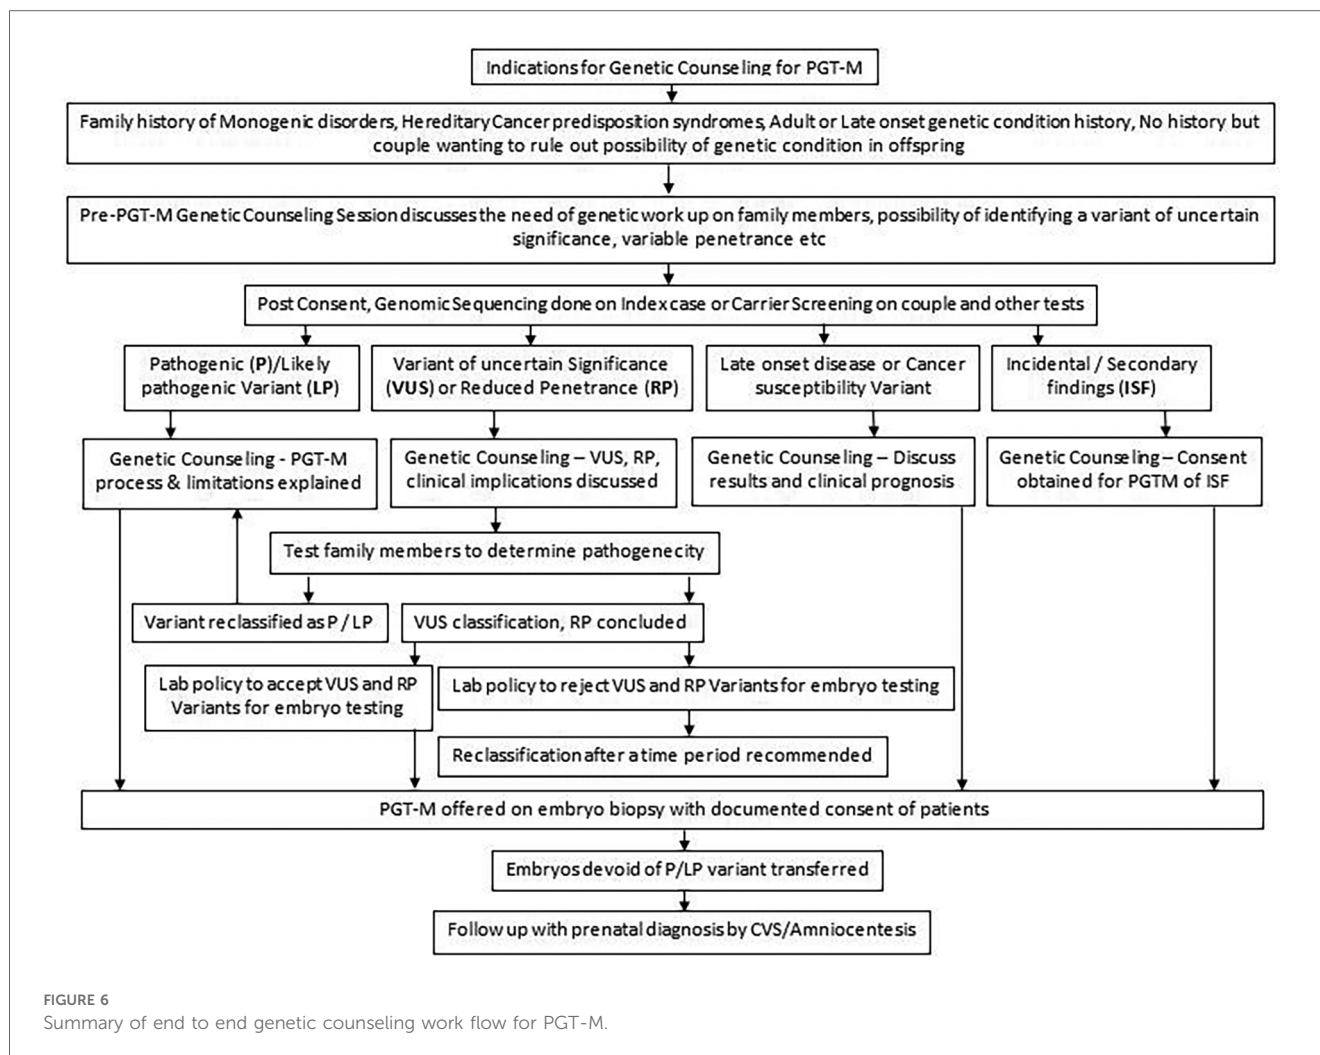 Indications for Genetic Counseling for PGT-M
Family history of Monogenic disorders, Hereditary Cancer predisposition syndromes, Adult or Late onset genetic condition history, No history but
couple wanting to rule out possibility of genetic condition in offspring
Pre-PGT-M Genetic Counseling Session discusses the need of genetic work up on family members, possibility of identifying a variant of uncertain
significance, variable penetrance etc
Post Consent, Genomic Sequencing done on Index case or Carrier Screening on couple and other tests
Pathogenic (P)/Likely
pathogenic Variant (LP)
Variant of uncertain Significance
(VUS) or Reduced Penetrance (RP)
Late onset disease or Cancer
susceptibility Variant
Incidental / Secondary
findings (ISF)
Genetic Counseling - PGT-M
process & limitations explained
Genetic Counseling – VUS, RP,
clinical implications discussed
Genetic Counseling – Discuss
results and clinical prognosis
Genetic Counseling – Consent
obtained for PGTM of ISF
Test family members to determine pathogenecity
Variant reclassified as P / LP
VUS classification, RP concluded
Lab policy to accept VUS and RP
Variants for embryo testing
Lab policy to reject VUS and RP Variants for embryo testing
Reclassification after a time period recommended
PGT-M offered on embryo biopsy with documented consent of patients
Embryos devoid of P/LP variant transferred
Follow up with prenatal diagnosis by CVS/Amniocentesis
FIGURE 6
Summary of end to end genetic counseling work flow for PGT-M.